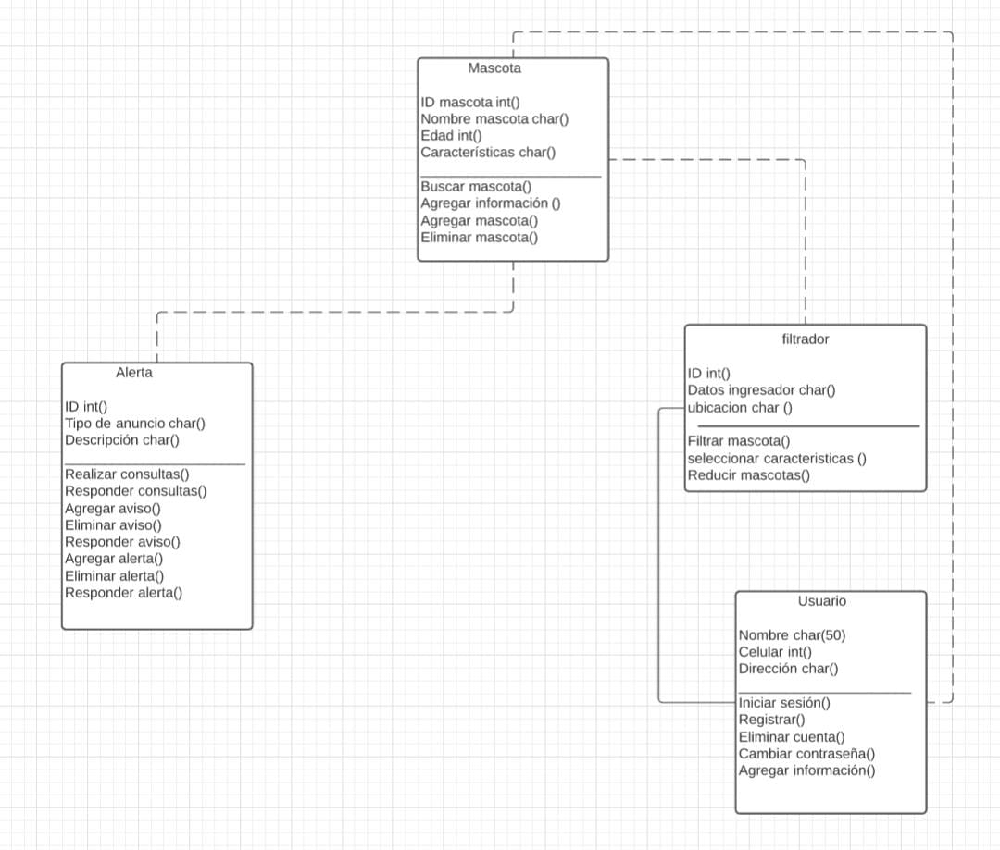 Mascota
ID mascota int()
Nombre mascota char()
Edad int()
Características char()
Buscar mascota()
Agregar información ()
Agregar mascota()
Eliminar mascota()
Alerta
ID int()
Tipo de anuncio char()
Descripción char()
Realizar consultas()
Responder consultas()
Agregar aviso()
Eliminar aviso()
Responder aviso()
Agregar alerta()
Eliminar alerta()
Responder alerta()
filtrador
ID int()
Datos ingresador char()
ubicacion char ()
Filtrar mascota()
seleccionar caracteristicas ()
Reducir mascotas()
Usuario
Nombre char(50)
Celular int()
Dirección char()
Iniciar sesión()
Registrar()
Eliminar cuenta()
Cambiar contraseña()
Agregar información()